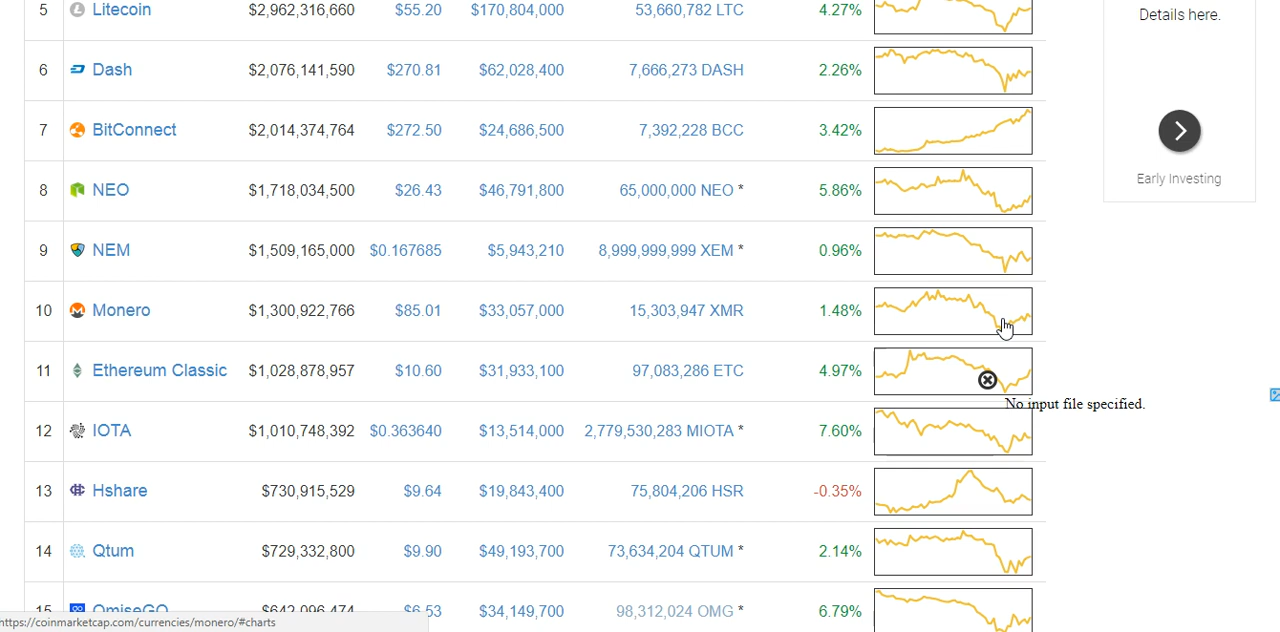 5 Litecoin $2,962,316,660 $55.20 $170,804,000 53,660,782 LTC 4.27%
Details here.
6 Dash $2,076,141,590 $270.81 $62,028,400 7,666,273 DASH 2.26%
7 BitConnect $2,014,374,764 $272.50 $24,686,500 7,392,228 BCC 3.42%
Early Investing
8 NEO $1,718,034,500 $26.43 $46,791,800 65,000,000 NEO * 5.86%
9 NEM $1,509,165,000 $0.167685 $5,943,210 8,999,999,999 XEM * 0.96%
10 Monero $1,300,922,766 $85.01 $33,057,000 15,303,947 XMR 1.48%
11 Ethereum Classic $1,028,878,957 $10.60 $31,933,100 97,083,286 ETC 4.97%
No input file specified.
12 IOTA $1,010,748,392 $0.363640 $13,514,000 2,779,530,283 MIOTA * 7.60%
13 Hshare $730,915,529 $9.64 $19,843,400 75,804,206 HSR -0.35%
14 Qtum $729,332,800 $9.90 $49,193,700 73,634,204 QTUM * 2.14%
15 OmiseGO $642,096,474 $6.53 $34,149,700 98,312,024 OMG * 6.79%
https://coinmarketcap.com/currencies/monero/#charts